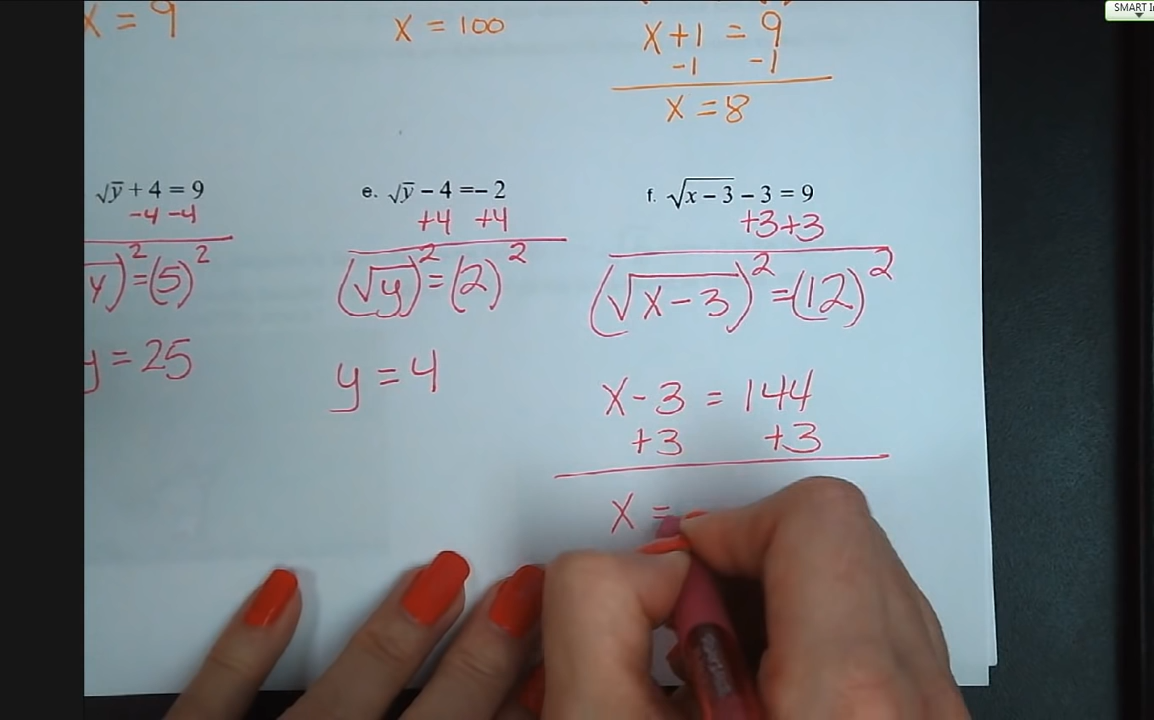 x = 9
x = 100
x+1 = 9
-1 -1
x = 8
√y + 4 = 9
-4 -4
y)² = (5)²
y = 25
e. √y − 4 = − 2
+4 +4
(√y)² = (2)²
y = 4
f. √x − 3 − 3 = 9
+3 +3
(√x-3)² = (12)²
x - 3 = 144
+3 +3
x =
SMART